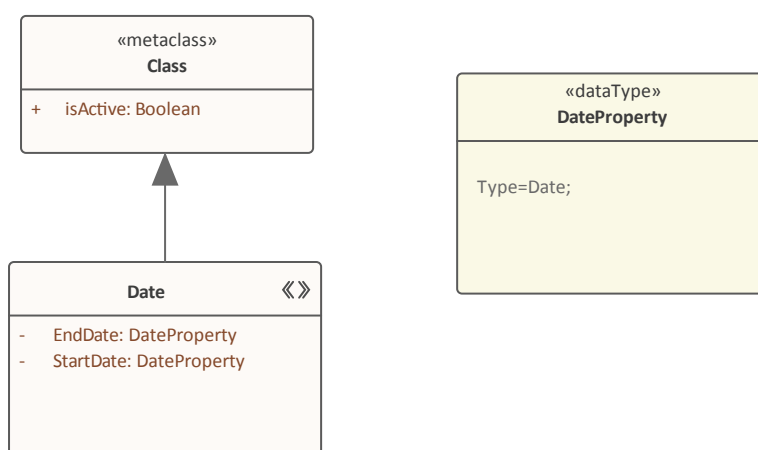 «metaclass»
Class
+ isActive: Boolean
«dataType»
DateProperty
Type=Date;
Date
- EndDate: DateProperty
- StartDate: DateProperty